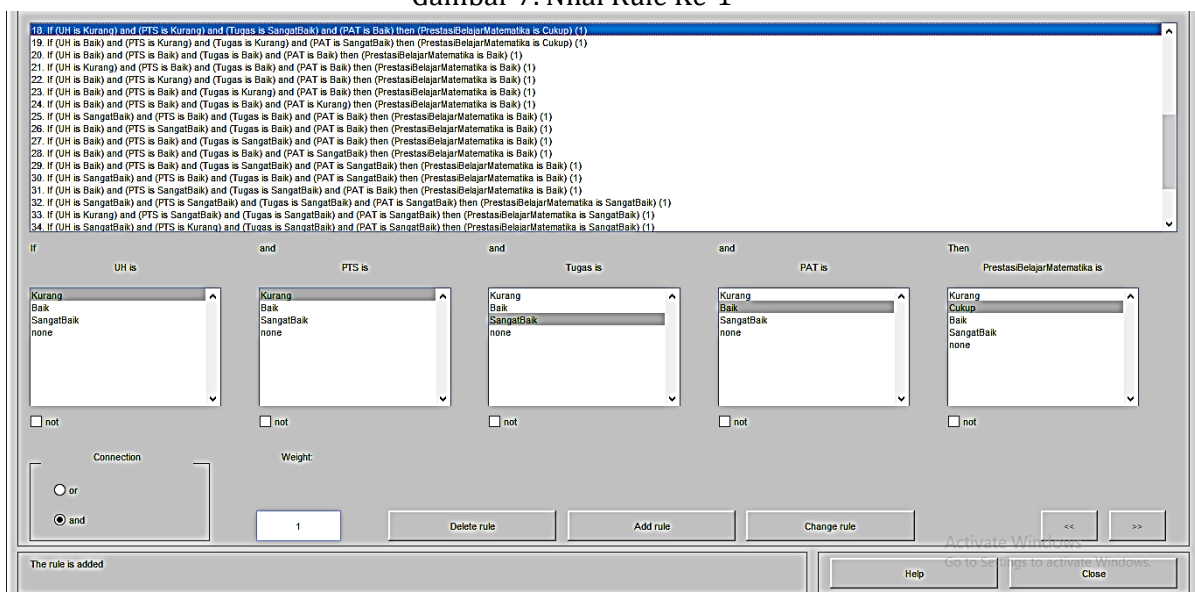 Gambar 7. Nilai Rule Ke-1
18. If (UH is Kurang) and (PTS is Kurang) and (Tugas is SangatBaik) and (PAT is Baik) then (PrestasiBelajarMatematika is Cukup) (1)
19. If (UH is Baik) and (PTS is Kurang) and (Tugas is Kurang) and (PAT is SangatBaik) then (PrestasiBelajarMatematika is Cukup) (1)
20. If (UH is Baik) and (PTS is Baik) and (Tugas is Baik) and (PAT is Baik) then (PrestasiBelajarMatematika is Baik) (1)
21. If (UH is Kurang) and (PTS is Baik) and (Tugas is Baik) and (PAT is Baik) then (PrestasiBelajarMatematika is Baik) (1)
22. If (UH is Baik) and (PTS is Kurang) and (Tugas is Baik) and (PAT is Baik) then (PrestasiBelajarMatematika is Baik) (1)
23. If (UH is Baik) and (PTS is Baik) and (Tugas is Kurang) and (PAT is Baik) then (PrestasiBelajarMatematika is Baik) (1)
24. If (UH is Baik) and (PTS is Baik) and (Tugas is Baik) and (PAT is Kurang) then (PrestasiBelajarMatematika is Baik) (1)
25. If (UH is SangatBaik) and (PTS is Baik) and (Tugas is Baik) and (PAT is Baik) then (PrestasiBelajarMatematika is Baik) (1)
26. If (UH is Baik) and (PTS is SangatBaik) and (Tugas is Baik) and (PAT is Baik) then (PrestasiBelajarMatematika is Baik) (1)
27. If (UH is Baik) and (PTS is Baik) and (Tugas is SangatBaik) and (PAT is Baik) then (PrestasiBelajarMatematika is Baik) (1)
28. If (UH is Baik) and (PTS is Baik) and (Tugas is Baik) and (PAT is SangatBaik) then (PrestasiBelajarMatematika is Baik) (1)
29. If (UH is Baik) and (PTS is Baik) and (Tugas is SangatBaik) and (PAT is SangatBaik) then (PrestasiBelajarMatematika is Baik) (1)
30. If (UH is SangatBaik) and (PTS is Baik) and (Tugas is Baik) and (PAT is SangatBaik) then (PrestasiBelajarMatematika is Baik) (1)
31. If (UH is Baik) and (PTS is SangatBaik) and (Tugas is SangatBaik) and (PAT is Baik) then (PrestasiBelajarMatematika is Baik) (1)
32. If (UH is SangatBaik) and (PTS is SangatBaik) and (Tugas is SangatBaik) and (PAT is SangatBaik) then (PrestasiBelajarMatematika is SangatBaik) (1)
33. If (UH is Kurang) and (PTS is SangatBaik) and (Tugas is SangatBaik) and (PAT is SangatBaik) then (PrestasiBelajarMatematika is SangatBaik) (1)
34. If (UH is SangatBaik) and (PTS is Kurang) and (Tugas is SangatBaik) and (PAT is SangatBaik) then (PrestasiBelajarMatematika is SangatBaik) (1)
If and and and Then
UH is PTS is Tugas is PAT is PrestasiBelajarMatematika is
Kurang Kurang Kurang Kurang Kurang
Baik Baik Baik Baik Cukup
SangatBaik SangatBaik SangatBaik SangatBaik Baik
none none none none SangatBaik
none
not not not not not
Connection Weight:
or
and 1 Delete rule Add rule Change rule << >>
Activate Windows
The rule is added
Go to Settings to activate Windows.
Help Close